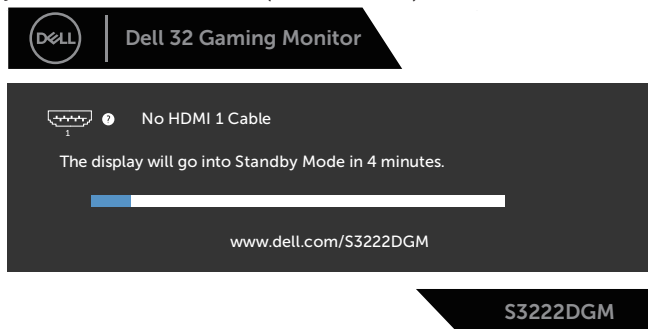 DELL
Dell 32 Gaming Monitor
? No HDMI 1 Cable
1
The display will go into Standby Mode in 4 minutes.
www.dell.com/S3222DGM
S3222DGM